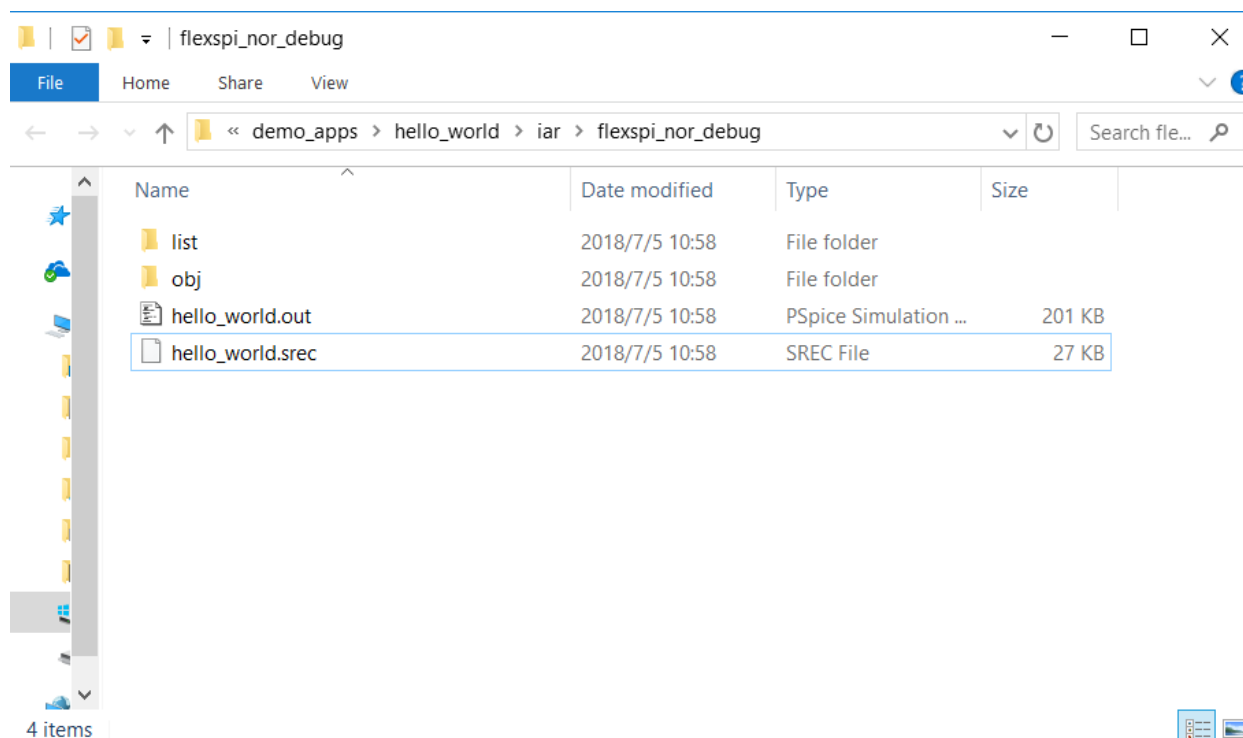 flexspi_nor_debug
File Home Share View
« demo_apps > hello_world > iar > flexspi_nor_debug Search fle...
Name Date modified Type Size
list 2018/7/5 10:58 File folder
obj 2018/7/5 10:58 File folder
hello_world.out 2018/7/5 10:58 PSpice Simulation ... 201 KB
hello_world.srec 2018/7/5 10:58 SREC File 27 KB
4 items